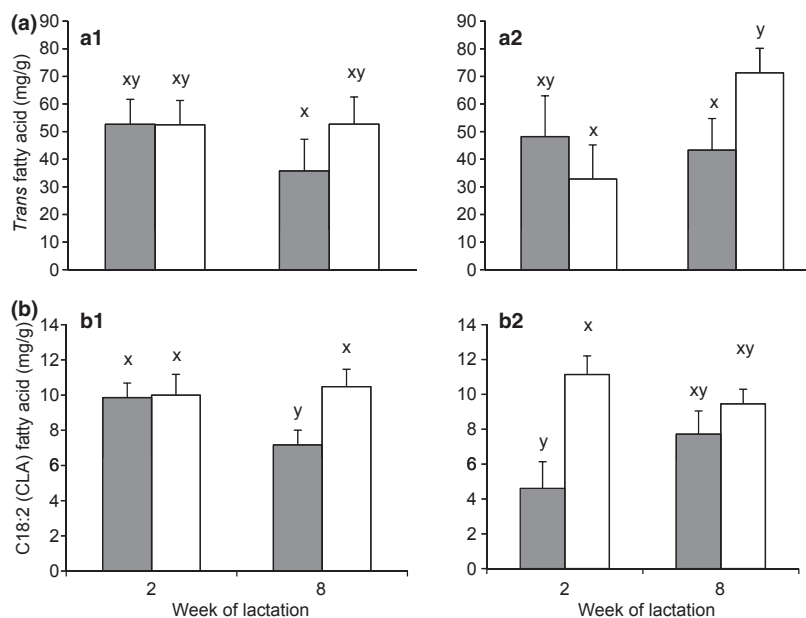 (a)
a1
Trans fatty acid (mg/g)
90
80
70
60
50
40
30
20
10
0
xy
xy
x
xy
a2
90
80
70
60
50
40
30
20
10
0
xy
x
x
y
(b)
b1
C18:2 (CLA) fatty acid (mg/g)
14
12
10
8
6
4
2
0
x
x
y
x
2
8
Week of lactation
b2
14
12
10
8
6
4
2
0
y
x
xy
xy
2
8
Week of lactation